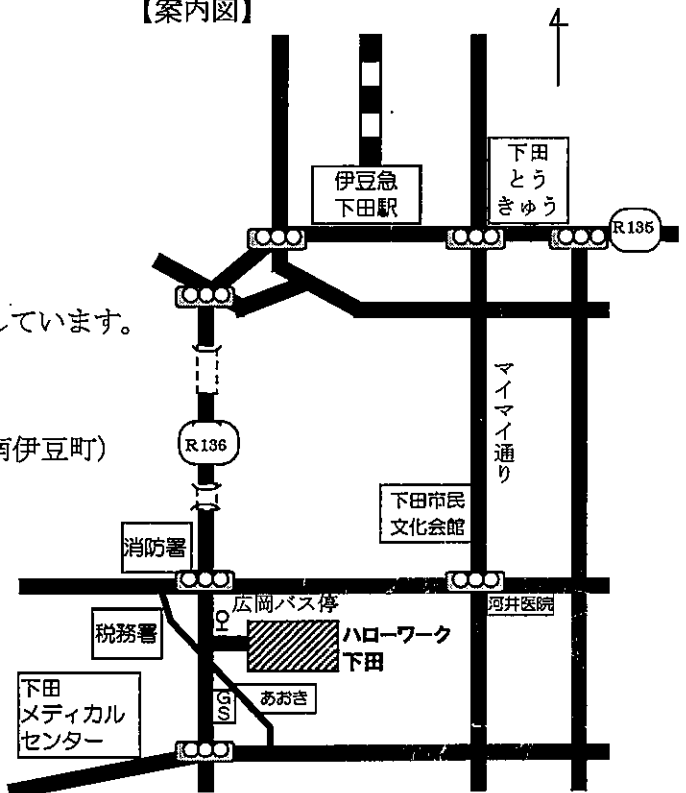 【案内図】
伊豆急
下田駅
下田
とう
きゅう
R135
しています。
マイマイ通り
南伊豆町）
R136
下田市民
文化会館
消防署
広岡バス停
河井医院
税務署
ハローワーク
下田
下田
メディカル
センター
GS
あおき